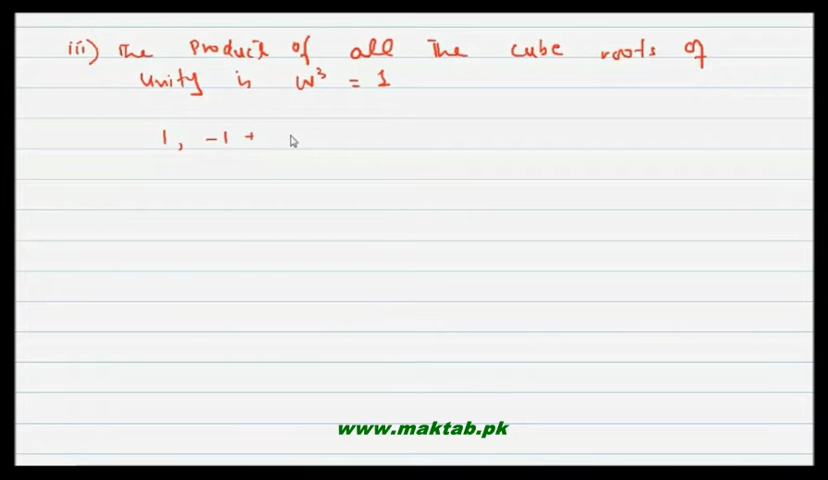 iii) The product of all the cube roots of
unity is w³ = 1
1, -1 +
www.maktab.pk